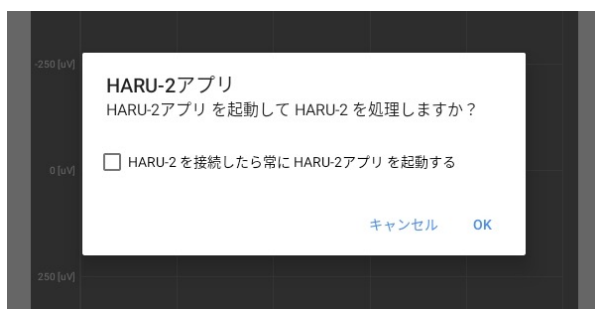 -250 [uV]
HARU-2アプリ
HARU-2アプリ を起動して HARU-2 を処理しますか？
HARU-2 を接続したら常に HARU-2アプリ を起動する
0 [uV]
キャンセル OK
250 [uV]